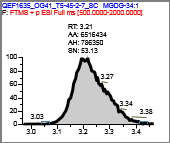 QEF1635_OG41_T5-45-2-7_SC MGDG-34:1
F: FTMS + p ESI Full ms [500.0000-2000.0000]
RT: 3.21
AA: 6516434
AH: 786350
SN: 53.13
100
80
3.27
60
40
3.34
20
3.03
3.38
0
3.0 3.1 3.2 3.3 3.4